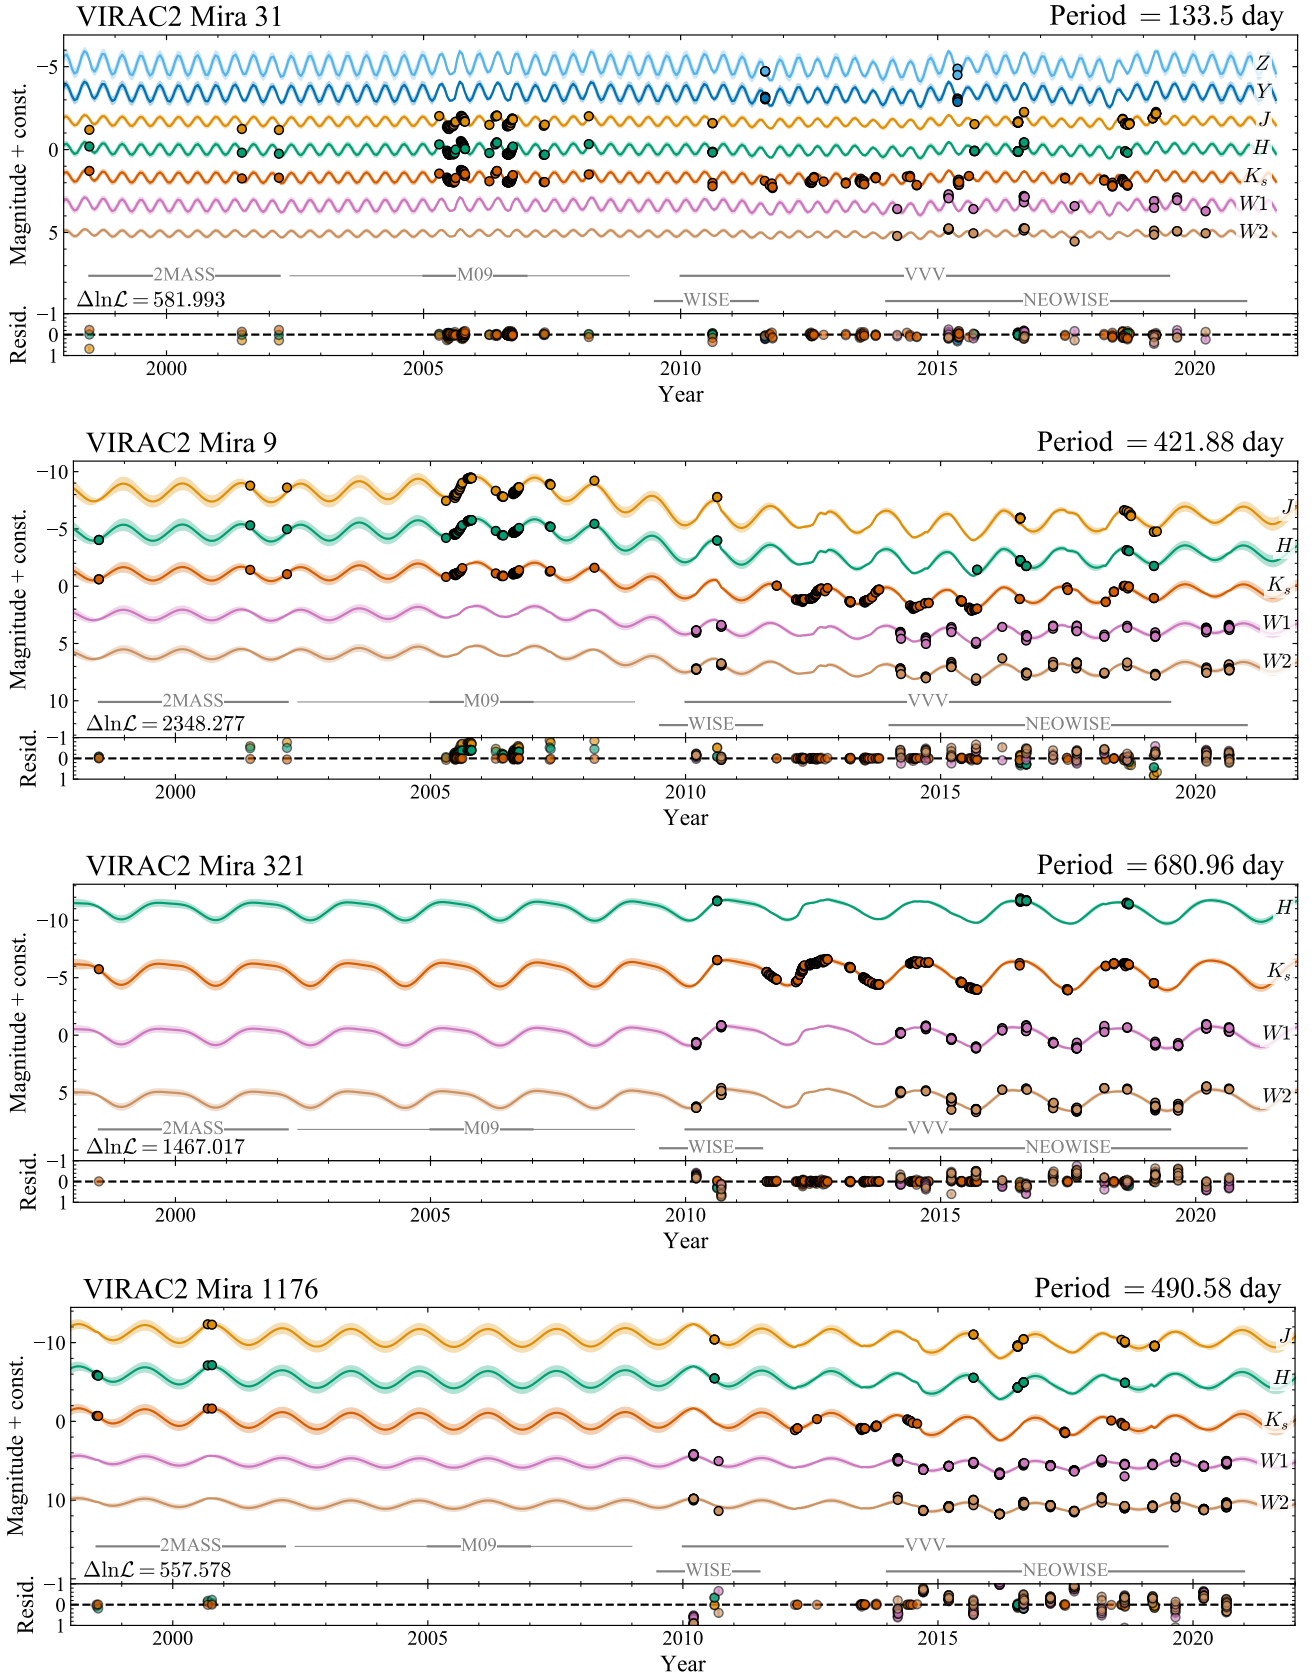 VIRAC2 Mira 31 Period = 133.5 day
−5
0
5
Magnitude + const.
Z
Y
J
H
Ks
W1
W2
2MASS M09 VVV
WISE NEOWISE
Δlnℒ = 581.993
−1
0
1
Resid.
2000 2005 2010 2015 2020
Year
VIRAC2 Mira 9 Period = 421.88 day
−10
−5
0
5
10
Magnitude + const.
J
H
Ks
W1
W2
2MASS M09 VVV
WISE NEOWISE
Δlnℒ = 2348.277
−1
0
1
Resid.
2000 2005 2010 2015 2020
Year
VIRAC2 Mira 321 Period = 680.96 day
−10
−5
0
5
Magnitude + const.
H
Ks
W1
W2
2MASS M09 VVV
WISE NEOWISE
Δlnℒ = 1467.017
−1
0
1
Resid.
2000 2005 2010 2015 2020
Year
VIRAC2 Mira 1176 Period = 490.58 day
−10
0
10
Magnitude + const.
J
H
Ks
W1
W2
2MASS M09 VVV
WISE NEOWISE
Δlnℒ = 557.578
−1
0
1
Resid.
2000 2005 2010 2015 2020
Year